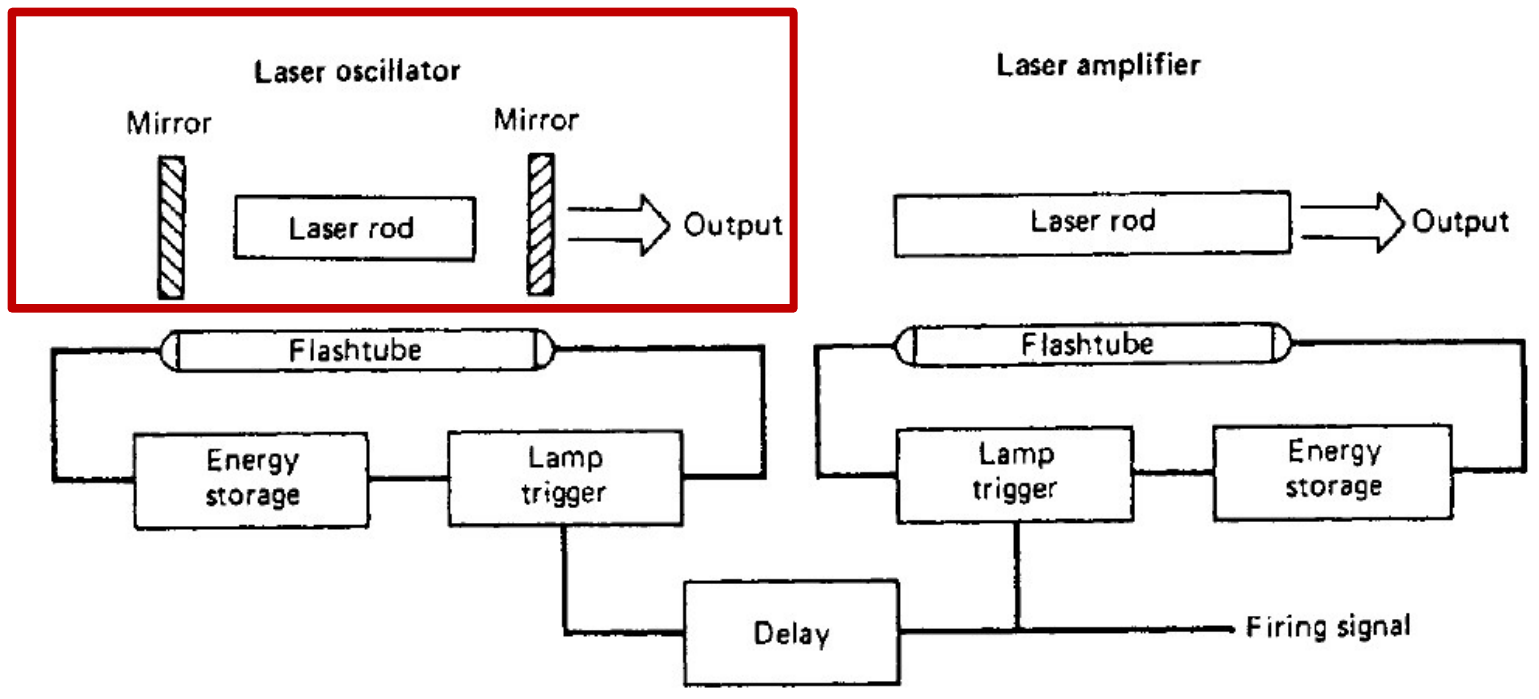 Laser oscillator
Laser amplifier
Mirror
Mirror
Laser rod
Output
Laser rod
Output
Flashtube
Flashtube
Energy
storage
Lamp
trigger
Lamp
trigger
Energy
storage
Delay
Firing signal